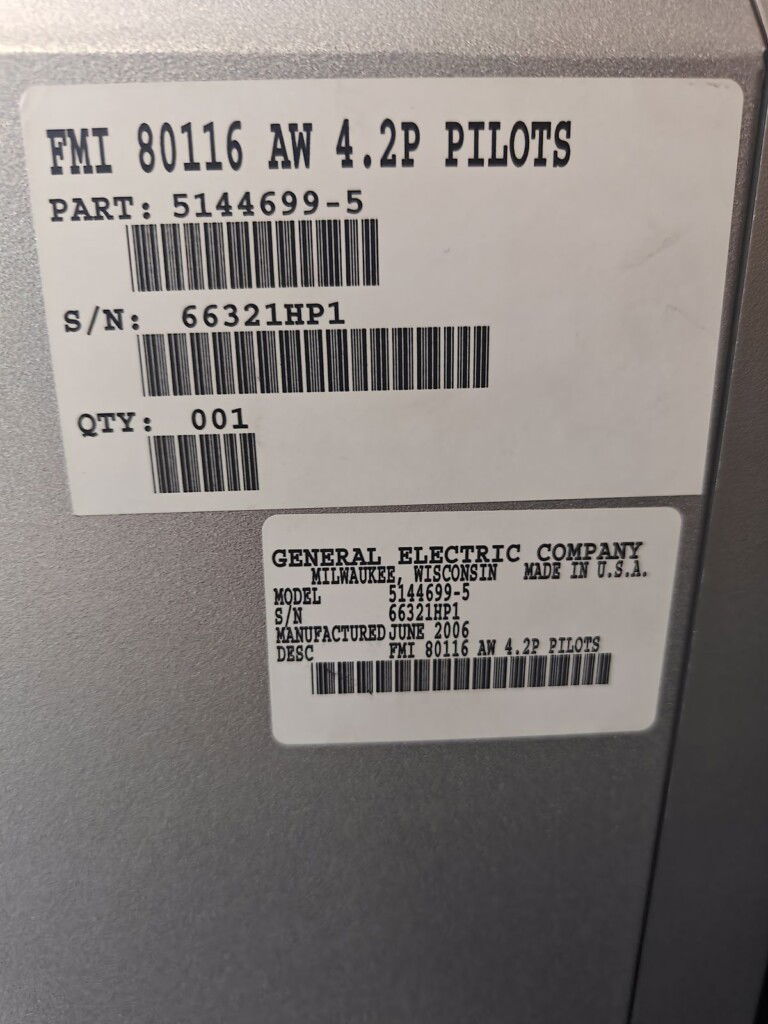 FMI 80116 AW 4.2P PILOTS
PART: 5144699-5
S/N: 66321HP1
QTY: 001
GENERAL ELECTRIC COMPANY
MILWAUKEE, WISCONSIN MADE IN U.S.A.
MODEL 5144699-5
S/N 66321HP1
MANUFACTURED JUNE 2006
DESC FMI 80116 AW 4.2P PILOTS